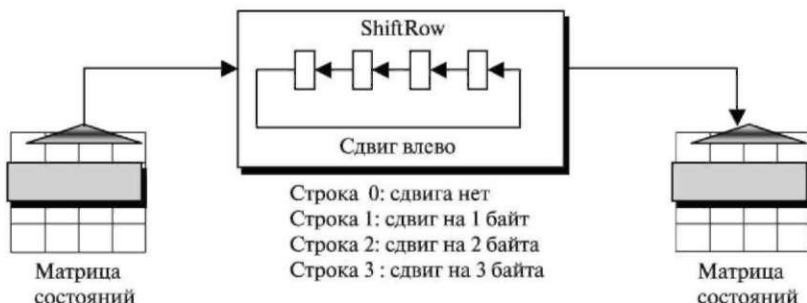 ShiftRow
Сдвиг влево
Строка 0: сдвига нет
Строка 1: сдвиг на 1 байт
Строка 2: сдвиг на 2 байта
Строка 3 : сдвиг на 3 байта
Матрица
состояний
Матрица
состояний